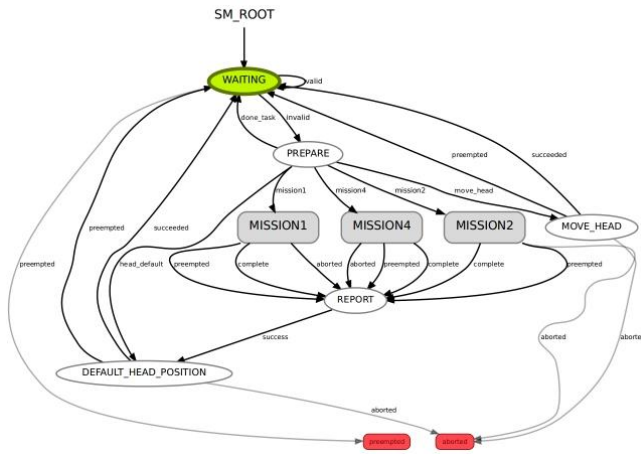 SM_ROOT
WAITING
valid
done_task
invalid
PREPARE
preempted
succeeded
mission1
mission4
mission2
move_head
MISSION1
MISSION4
MISSION2
MOVE_HEAD
preempted
succeeded
preempted
head_default
preempted
complete
aborted
aborted
preempted
complete
complete
preempted
REPORT
success
aborted
aborte
DEFAULT_HEAD_POSITION
aborted
preempted
aborted